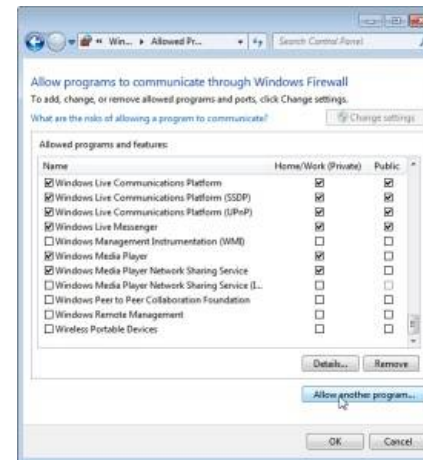 « Win... Allowed Pr... Search Control Panel
Allow programs to communicate through Windows Firewall
To add, change, or remove allowed programs and ports, click Change settings.
What are the risks of allowing a program to communicate? Change settings
Allowed programs and features:
Name Home/Work (Private) Public
Windows Live Communications Platform
Windows Live Communications Platform (SSDP)
Windows Live Communications Platform (UPnP)
Windows Live Messenger
Windows Management Instrumentation (WMI)
Windows Media Player
Windows Media Player Network Sharing Service
Windows Media Player Network Sharing Service (I...
Windows Peer to Peer Collaboration Foundation
Windows Remote Management
Wireless Portable Devices
Details... Remove
Allow another program...
OK Cancel